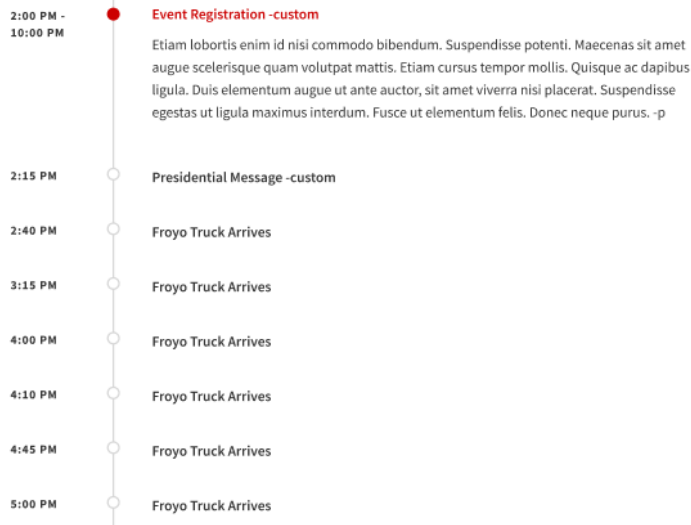 2:00 PM -
10:00 PM
Event Registration -custom
Etiam lobortis enim id nisi commodo bibendum. Suspendisse potenti. Maecenas sit amet
augue scelerisque quam volutpat mattis. Etiam cursus tempor mollis. Quisque ac dapibus
ligula. Duis elementum augue ut ante auctor, sit amet viverra nisi placerat. Suspendisse
egestas ut ligula maximus interdum. Fusce ut elementum felis. Donec neque purus. -p
2:15 PM
Presidential Message -custom
2:40 PM
Froyo Truck Arrives
3:15 PM
Froyo Truck Arrives
4:00 PM
Froyo Truck Arrives
4:10 PM
Froyo Truck Arrives
4:45 PM
Froyo Truck Arrives
5:00 PM
Froyo Truck Arrives